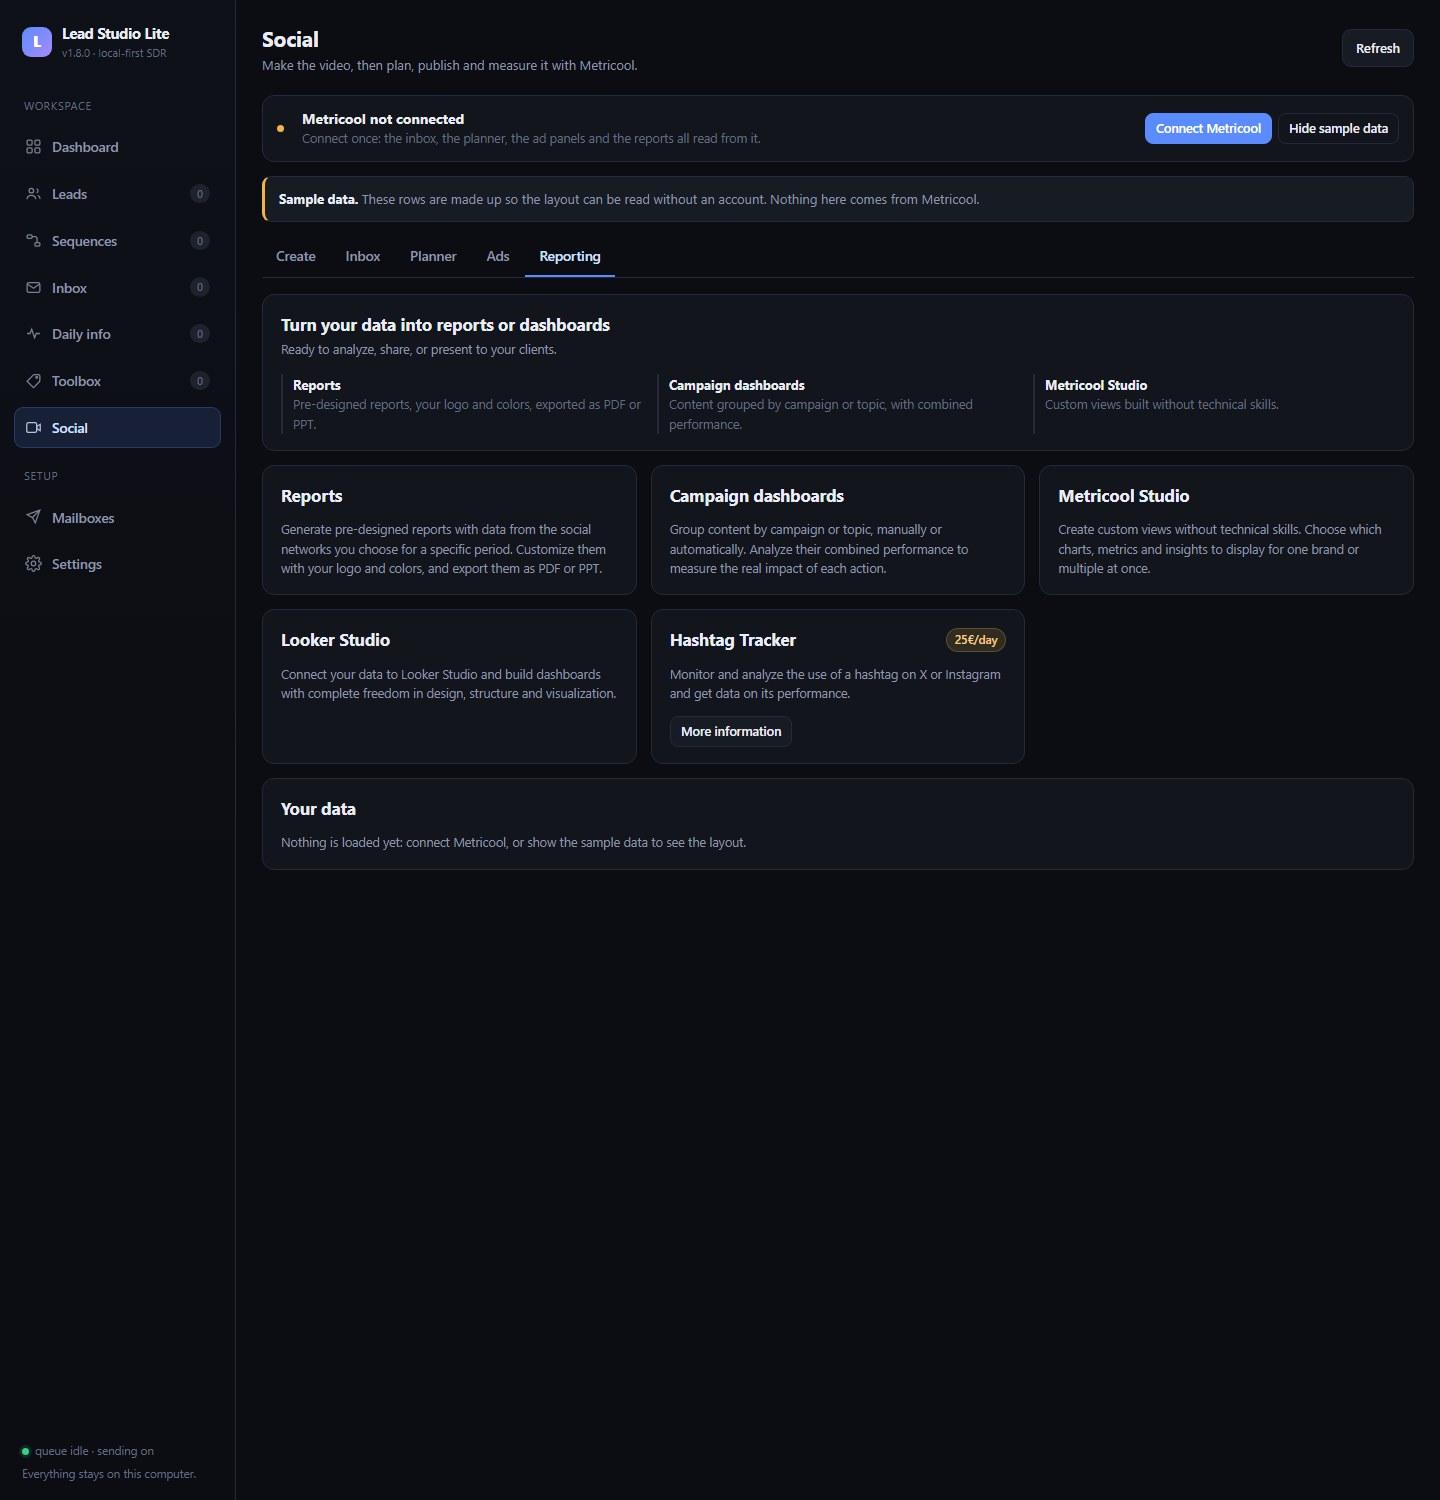 L
Lead Studio Lite
v1.8.0 · local-first SDR
WORKSPACE
Dashboard
Leads 0
Sequences 0
Inbox 0
Daily info 0
Toolbox 0
Social
SETUP
Mailboxes
Settings
queue idle · sending on
Everything stays on this computer.
Social
Make the video, then plan, publish and measure it with Metricool.
Refresh
Metricool not connected
Connect once: the inbox, the planner, the ad panels and the reports all read from it.
Connect Metricool
Hide sample data
Sample data. These rows are made up so the layout can be read without an account. Nothing here comes from Metricool.
Create Inbox Planner Ads Reporting
Turn your data into reports or dashboards
Ready to analyze, share, or present to your clients.
Reports
Pre-designed reports, your logo and colors, exported as PDF or
PPT.
Campaign dashboards
Content grouped by campaign or topic, with combined
performance.
Metricool Studio
Custom views built without technical skills.
Reports
Generate pre-designed reports with data from the social
networks you choose for a specific period. Customize them
with your logo and colors, and export them as PDF or PPT.
Campaign dashboards
Group content by campaign or topic, manually or
automatically. Analyze their combined performance to
measure the real impact of each action.
Metricool Studio
Create custom views without technical skills. Choose which
charts, metrics and insights to display for one brand or
multiple at once.
Looker Studio
Connect your data to Looker Studio and build dashboards
with complete freedom in design, structure and visualization.
Hashtag Tracker
25€/day
Monitor and analyze the use of a hashtag on X or Instagram
and get data on its performance.
More information
Your data
Nothing is loaded yet: connect Metricool, or show the sample data to see the layout.